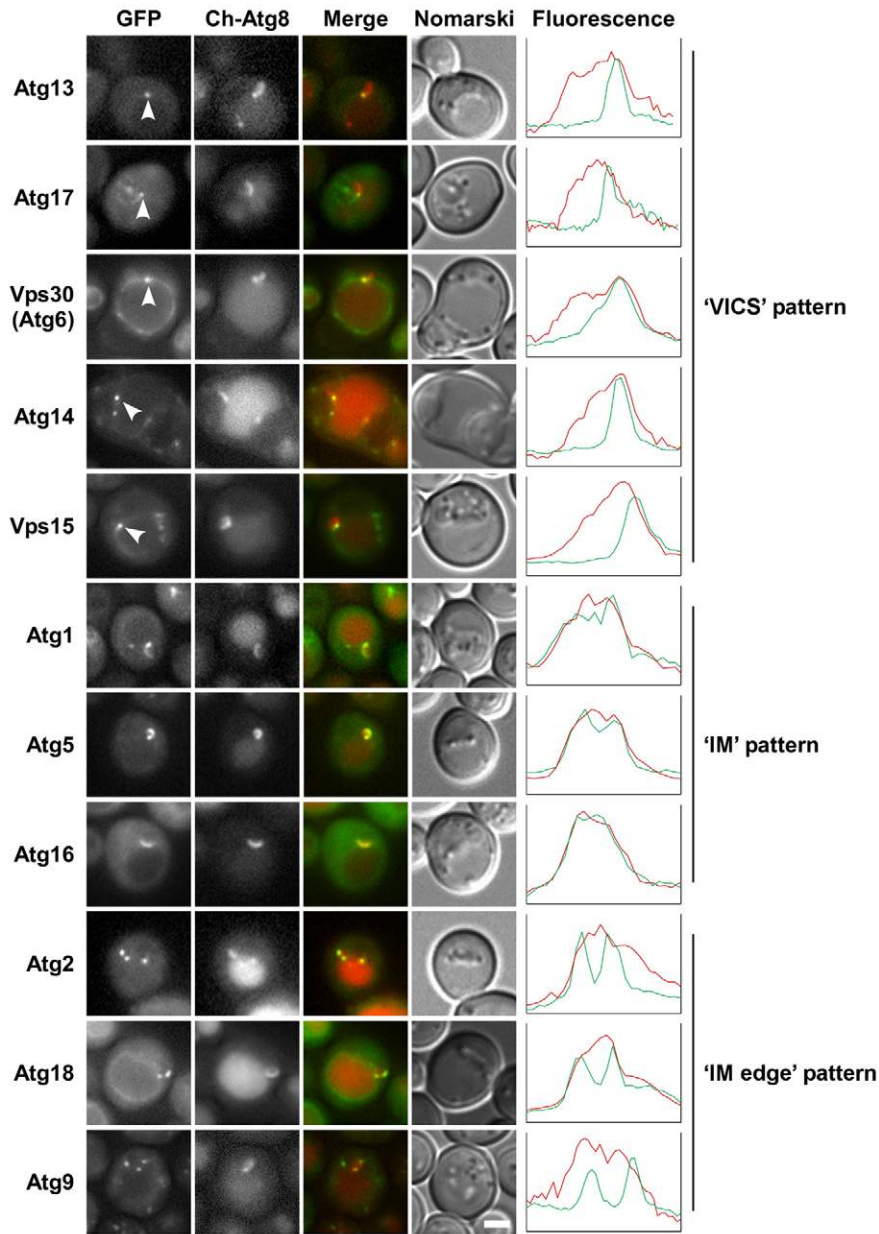 GFP Ch-Atg8 Merge Nomarski Fluorescence
Atg13
Atg17
Vps30
(Atg6)
'VICS' pattern
Atg14
Vps15
Atg1
Atg5
'IM' pattern
Atg16
Atg2
Atg18
'IM edge' pattern
Atg9